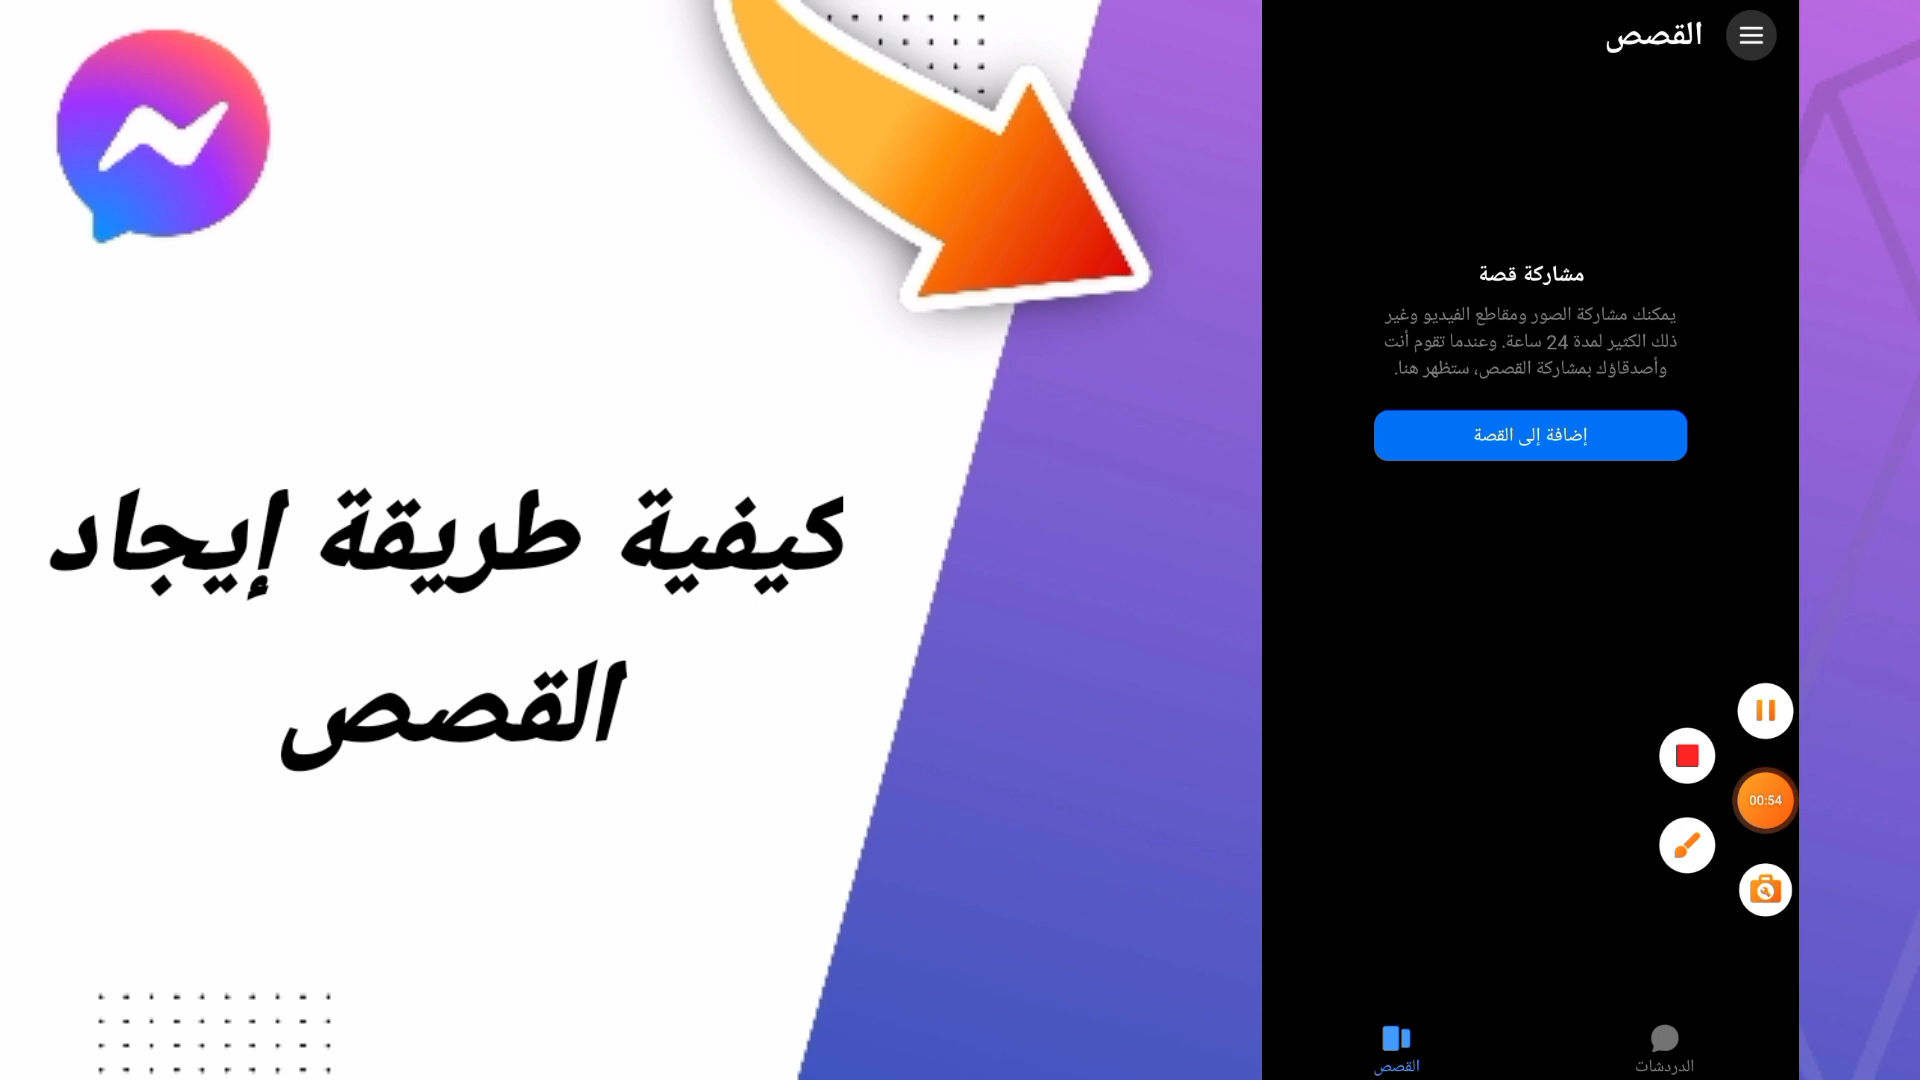 كيفية طريقة إيجاد
القصص
القصص
مشاركة قصة
يمكنك مشاركة الصور ومقاطع الفيديو وغير
ذلك الكثير لمدة 24 ساعة. وعندما تقوم أنت
وأصدقاؤك بمشاركة القصص، ستظهر هنا.
إضافة إلى القصة
00:54
الدردشات
القصص